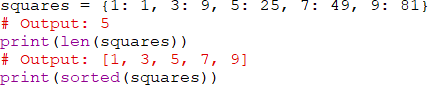 squares = {1: 1, 3: 9, 5: 25, 7: 49, 9: 81}
# Output: 5
print(len(squares))
# Output: [1, 3, 5, 7, 9]
print(sorted(squares))